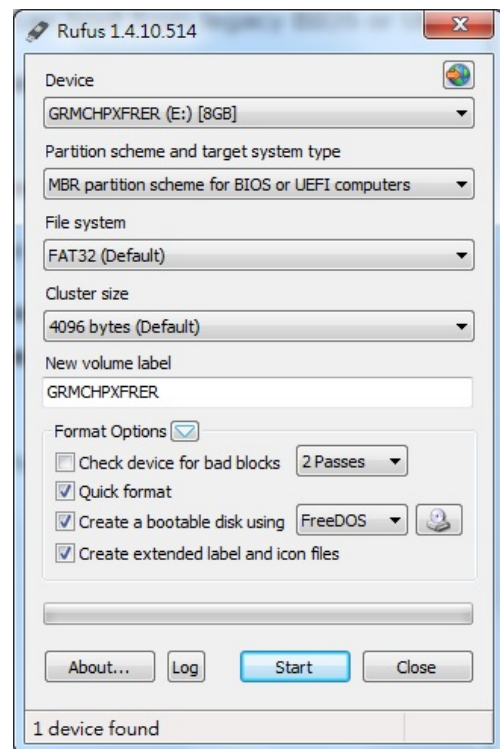 Rufus 1.4.10.514
Device
GRMCHPXFRER (E:) [8GB]
Partition scheme and target system type
MBR partition scheme for BIOS or UEFI computers
File system
FAT32 (Default)
Cluster size
4096 bytes (Default)
New volume label
GRMCHPXFRER
Format Options
Check device for bad blocks 2 Passes
Quick format
Create a bootable disk using FreeDOS
Create extended label and icon files
About... Log Start Close
1 device found